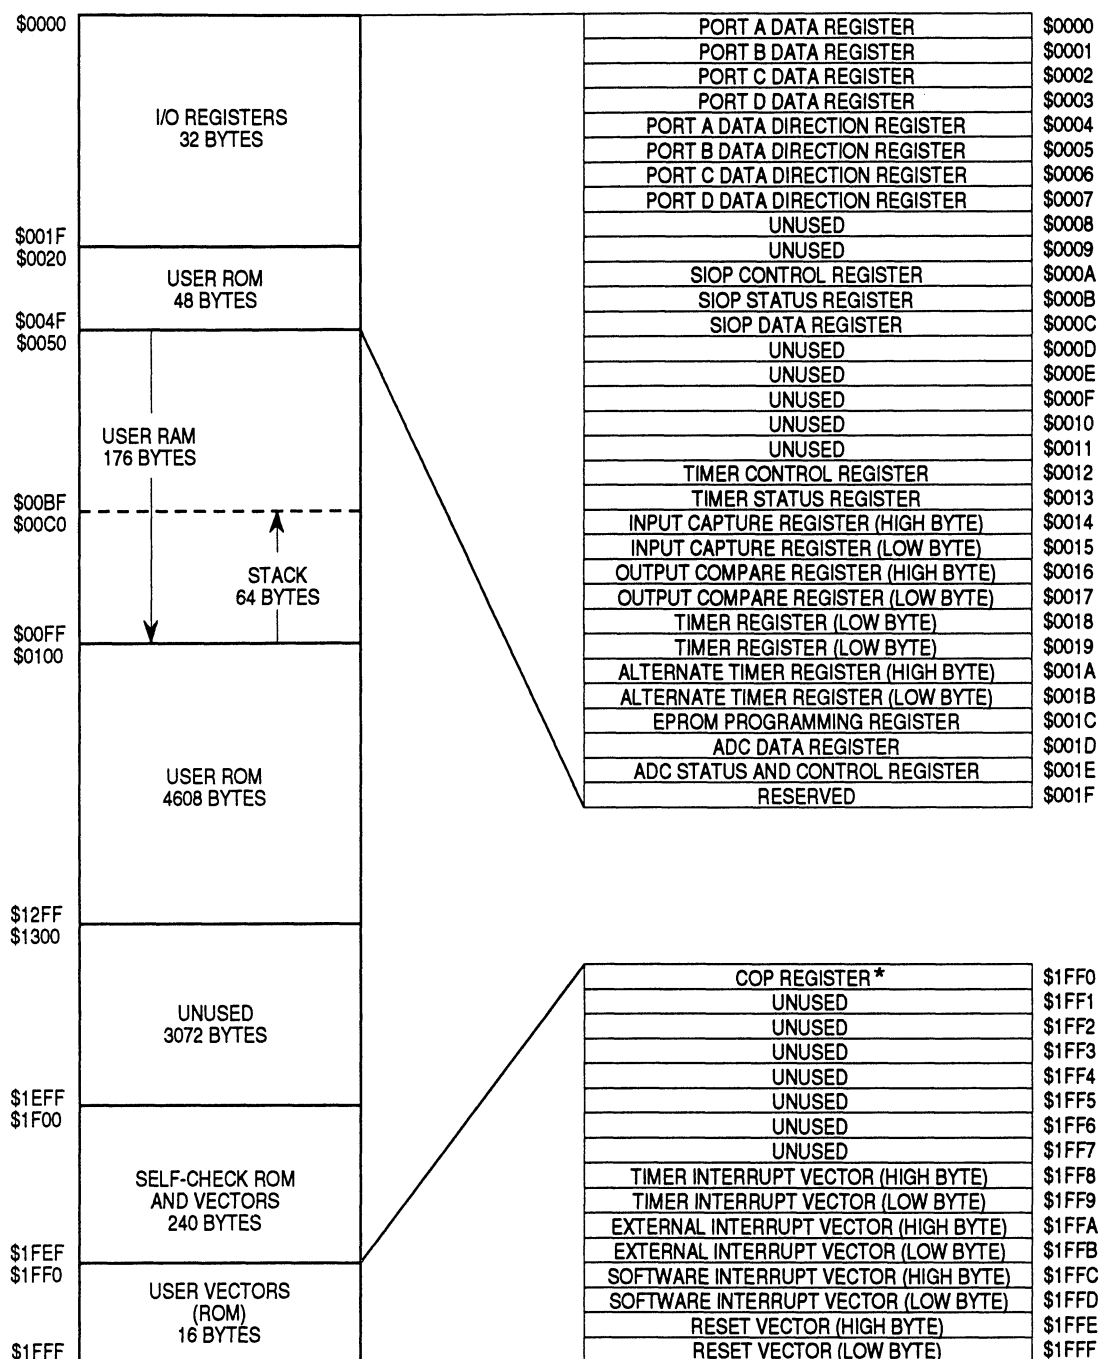 $0000
I/O REGISTERS
32 BYTES
$001F
$0020
USER ROM
48 BYTES
$004F
$0050
USER RAM
176 BYTES
$00BF
$00C0
STACK
64 BYTES
$00FF
$0100
USER ROM
4608 BYTES
$12FF
$1300
UNUSED
3072 BYTES
$1EFF
$1F00
SELF-CHECK ROM
AND VECTORS
240 BYTES
$1FEF
$1FF0
USER VECTORS
(ROM)
16 BYTES
$1FFF
PORT A DATA REGISTER $0000
PORT B DATA REGISTER $0001
PORT C DATA REGISTER $0002
PORT D DATA REGISTER $0003
PORT A DATA DIRECTION REGISTER $0004
PORT B DATA DIRECTION REGISTER $0005
PORT C DATA DIRECTION REGISTER $0006
PORT D DATA DIRECTION REGISTER $0007
UNUSED $0008
UNUSED $0009
SIOP CONTROL REGISTER $000A
SIOP STATUS REGISTER $000B
SIOP DATA REGISTER $000C
UNUSED $000D
UNUSED $000E
UNUSED $000F
UNUSED $0010
UNUSED $0011
TIMER CONTROL REGISTER $0012
TIMER STATUS REGISTER $0013
INPUT CAPTURE REGISTER (HIGH BYTE) $0014
INPUT CAPTURE REGISTER (LOW BYTE) $0015
OUTPUT COMPARE REGISTER (HIGH BYTE) $0016
OUTPUT COMPARE REGISTER (LOW BYTE) $0017
TIMER REGISTER (LOW BYTE) $0018
TIMER REGISTER (LOW BYTE) $0019
ALTERNATE TIMER REGISTER (HIGH BYTE) $001A
ALTERNATE TIMER REGISTER (LOW BYTE) $001B
EPROM PROGRAMMING REGISTER $001C
ADC DATA REGISTER $001D
ADC STATUS AND CONTROL REGISTER $001E
RESERVED $001F
COP REGISTER* $1FF0
UNUSED $1FF1
UNUSED $1FF2
UNUSED $1FF3
UNUSED $1FF4
UNUSED $1FF5
UNUSED $1FF6
UNUSED $1FF7
TIMER INTERRUPT VECTOR (HIGH BYTE) $1FF8
TIMER INTERRUPT VECTOR (LOW BYTE) $1FF9
EXTERNAL INTERRUPT VECTOR (HIGH BYTE) $1FFA
EXTERNAL INTERRUPT VECTOR (LOW BYTE) $1FFB
SOFTWARE INTERRUPT VECTOR (HIGH BYTE) $1FFC
SOFTWARE INTERRUPT VECTOR (LOW BYTE) $1FFD
RESET VECTOR (HIGH BYTE) $1FFE
RESET VECTOR (LOW BYTE) $1FFF